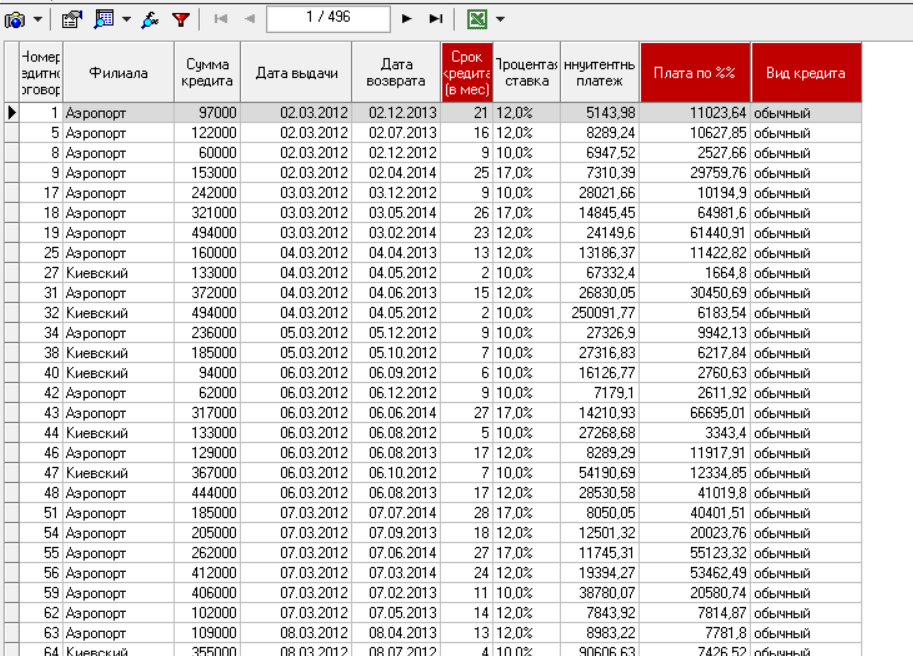 1 / 496
Номер едитно оговор Филиала Сумма кредита Дата выдачи Дата возврата Срок кредита (в мес) Процентая ставка ннуитентнь платеж Плата по %% Вид кредита
1 Аэропорт 97000 02.03.2012 02.12.2013 21 12,0% 5143,98 11023,64 обычный
5 Аэропорт 122000 02.03.2012 02.07.2013 16 12,0% 8289,24 10627,85 обычный
8 Аэропорт 60000 02.03.2012 02.12.2012 9 10,0% 6947,52 2527,66 обычный
9 Аэропорт 153000 02.03.2012 02.04.2014 25 17,0% 7310,39 29759,76 обычный
17 Аэропорт 242000 03.03.2012 03.12.2012 9 10,0% 28021,66 10194,9 обычный
18 Аэропорт 321000 03.03.2012 03.05.2014 26 17,0% 14845,45 64981,6 обычный
19 Аэропорт 494000 03.03.2012 03.02.2014 23 12,0% 24149,6 61440,91 обычный
25 Аэропорт 160000 04.03.2012 04.04.2013 13 12,0% 13186,37 11422,82 обычный
27 Киевский 133000 04.03.2012 04.05.2012 2 10,0% 67332,4 1664,8 обычный
31 Аэропорт 372000 04.03.2012 04.06.2013 15 12,0% 26830,05 30450,69 обычный
32 Киевский 494000 04.03.2012 04.05.2012 2 10,0% 250091,77 6183,54 обычный
34 Аэропорт 236000 05.03.2012 05.12.2012 9 10,0% 27326,9 9942,13 обычный
38 Киевский 185000 05.03.2012 05.10.2012 7 10,0% 27316,83 6217,84 обычный
40 Киевский 94000 06.03.2012 06.09.2012 6 10,0% 16126,77 2760,63 обычный
42 Аэропорт 62000 06.03.2012 06.12.2012 9 10,0% 7179,1 2611,92 обычный
43 Аэропорт 317000 06.03.2012 06.06.2014 27 17,0% 14210,93 66695,01 обычный
44 Киевский 133000 06.03.2012 06.08.2012 5 10,0% 27268,68 3343,4 обычный
46 Аэропорт 129000 06.03.2012 06.08.2013 17 12,0% 8289,29 11917,91 обычный
47 Киевский 367000 06.03.2012 06.10.2012 7 10,0% 54190,69 12334,85 обычный
48 Аэропорт 444000 06.03.2012 06.08.2013 17 12,0% 28530,58 41019,8 обычный
51 Аэропорт 185000 07.03.2012 07.07.2014 28 17,0% 8050,05 40401,51 обычный
54 Аэропорт 205000 07.03.2012 07.09.2013 18 12,0% 12501,32 20023,76 обычный
55 Аэропорт 262000 07.03.2012 07.06.2014 27 17,0% 11745,31 55123,32 обычный
56 Аэропорт 412000 07.03.2012 07.03.2014 24 12,0% 19394,27 53462,49 обычный
59 Аэропорт 406000 07.03.2012 07.02.2013 11 10,0% 38780,07 20580,74 обычный
62 Аэропорт 102000 07.03.2012 07.05.2013 14 12,0% 7843,92 7814,87 обычный
63 Аэропорт 109000 08.03.2012 08.04.2013 13 12,0% 8983,22 7781,8 обычный
64 Киевский 355000 08.03.2012 08.07.2012 4 10,0% 90606,63 7426,52 обычный